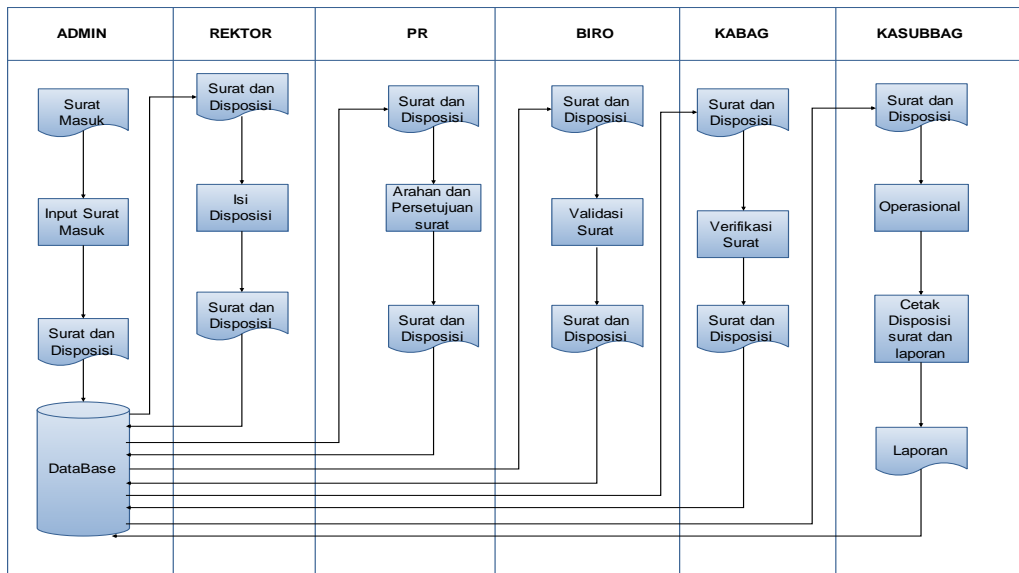 ADMIN
REKTOR
PR
BIRO
KABAG
KASUBBAG
Surat
Masuk
Input Surat
Masuk
Surat dan
Disposisi
DataBase
Surat dan
Disposisi
Isi
Disposisi
Surat dan
Disposisi
Surat dan
Disposisi
Arahan dan
Persetujuan
surat
Surat dan
Disposisi
Surat dan
Disposisi
Validasi
Surat
Surat dan
Disposisi
Surat dan
Disposisi
Verifikasi
Surat
Surat dan
Disposisi
Surat dan
Disposisi
Operasional
Cetak
Disposisi
surat dan
laporan
Laporan